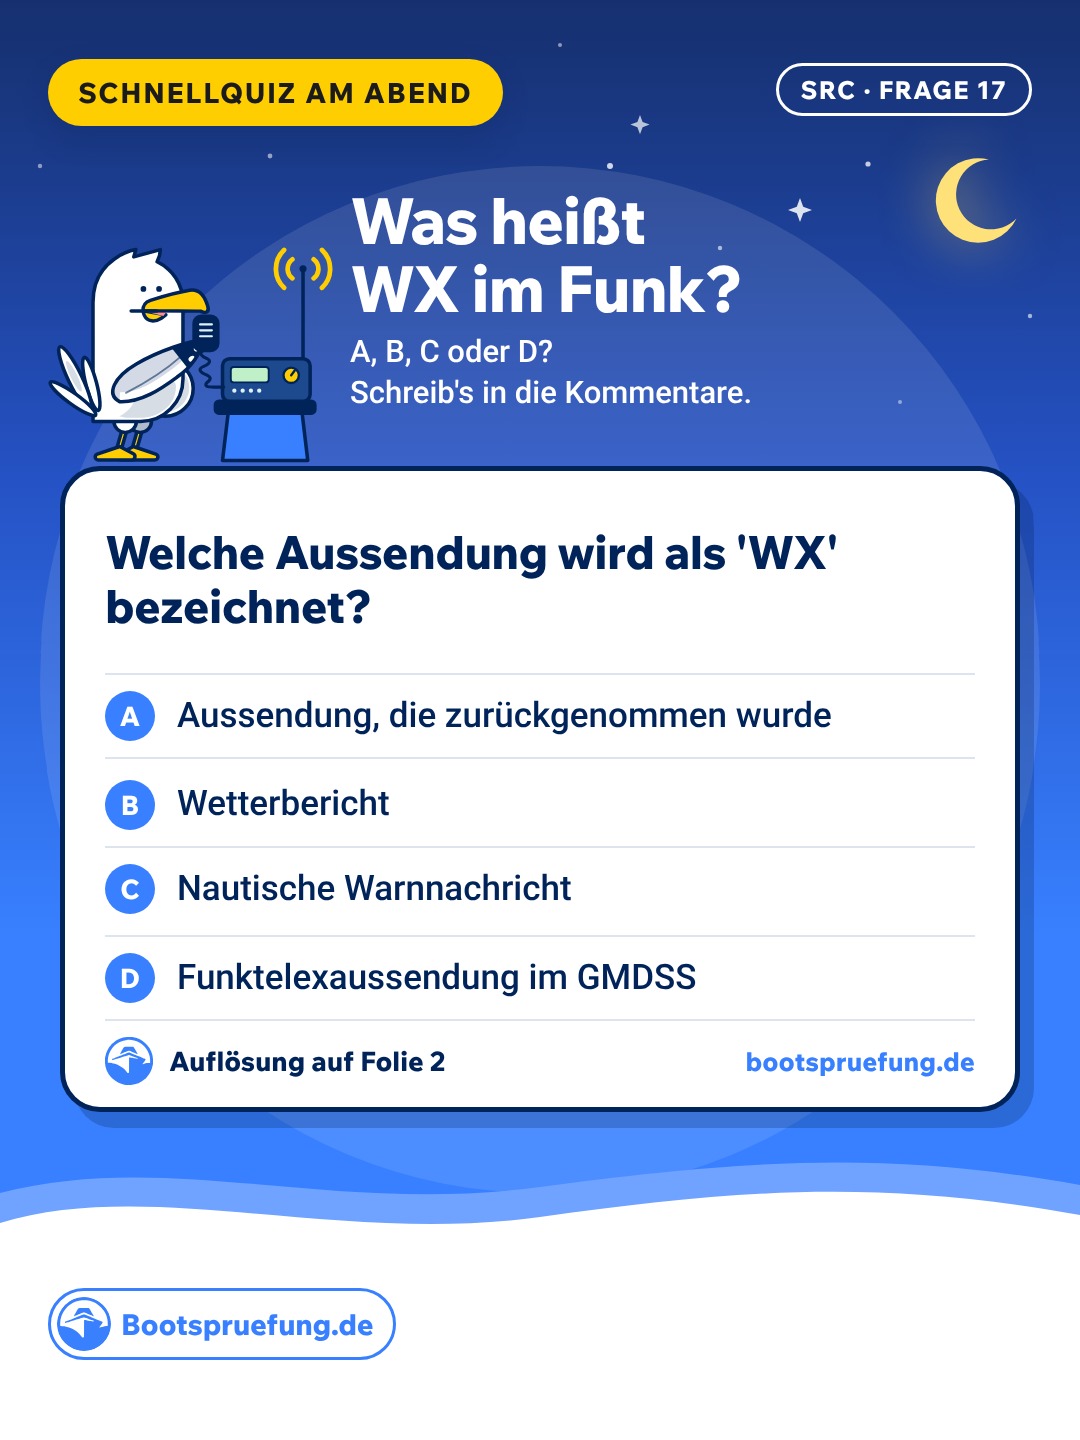 SCHNELLQUIZ AM ABEND
SRC · FRAGE 17
Was heißt
WX im Funk?
A, B, C oder D?
Schreib's in die Kommentare.
Welche Aussendung wird als 'WX'
bezeichnet?
A Aussendung, die zurückgenommen wurde
B Wetterbericht
C Nautische Warnnachricht
D Funktelexaussendung im GMDSS
Auflösung auf Folie 2
bootspruefung.de
Bootspruefung.de